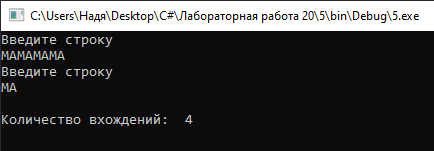 C:\Users\Надя\Desktop\C#\Лабораторная работа 20\5\bin\Debug\5.exe
Введите строку
МАМАМАМА
Введите строку
МА
Количество вхождений:  4